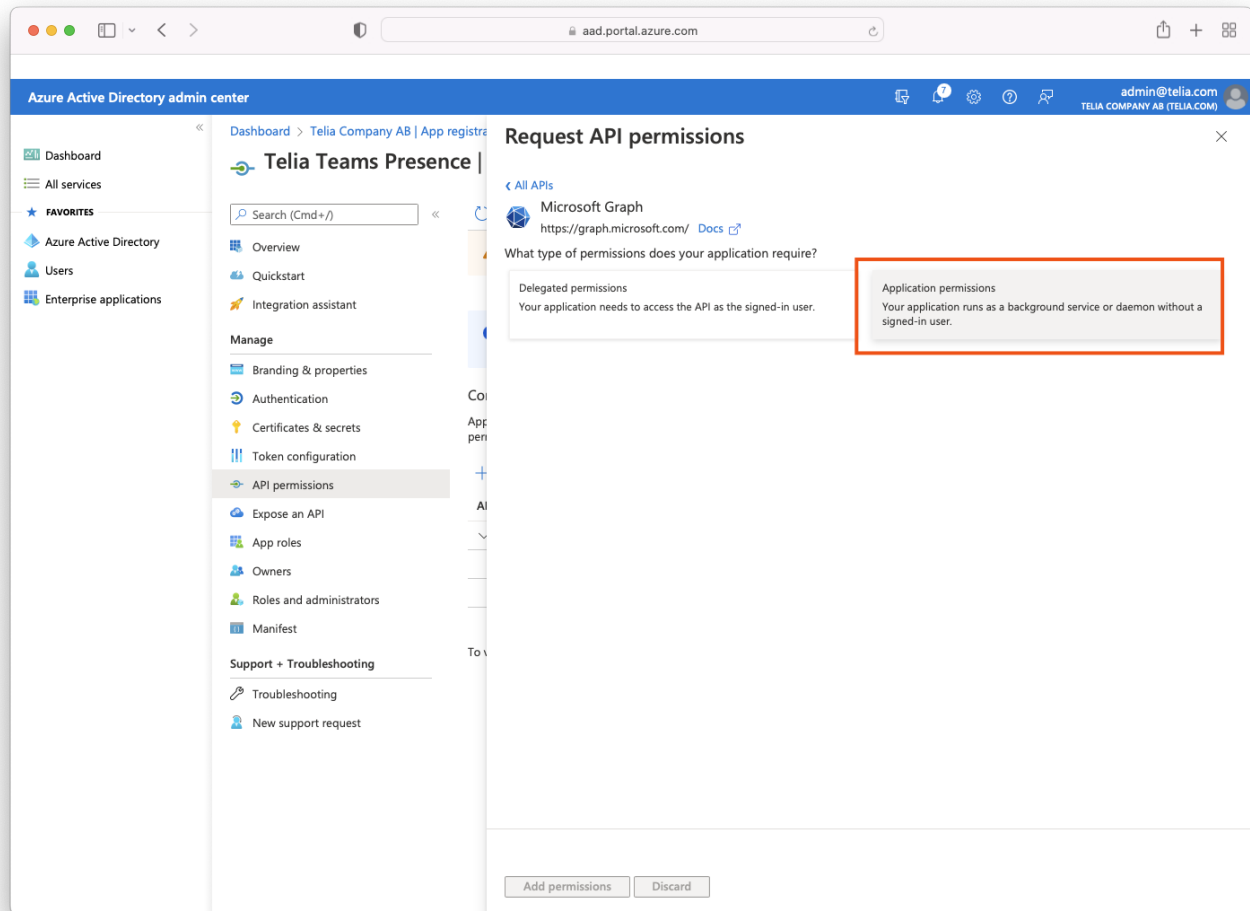 aad.portal.azure.com
Azure Active Directory admin center
7
admin@telia.com
TELIA COMPANY AB (TELIA.COM)
«
Dashboard
All services
FAVORITES
Azure Active Directory
Users
Enterprise applications
Dashboard > Telia Company AB | App registra
Telia Teams Presence |
Search (Cmd+/)
«
Overview
Quickstart
Integration assistant
Manage
Branding & properties
Authentication
Certificates & secrets
Token configuration
API permissions
Expose an API
App roles
Owners
Roles and administrators
Manifest
Support + Troubleshooting
Troubleshooting
New support request
Request API permissions
All APIs
Microsoft Graph
https://graph.microsoft.com/ Docs
What type of permissions does your application require?
Delegated permissions
Your application needs to access the API as the signed-in user.
Application permissions
Your application runs as a background service or daemon without a
signed-in user.
Add permissions
Discard